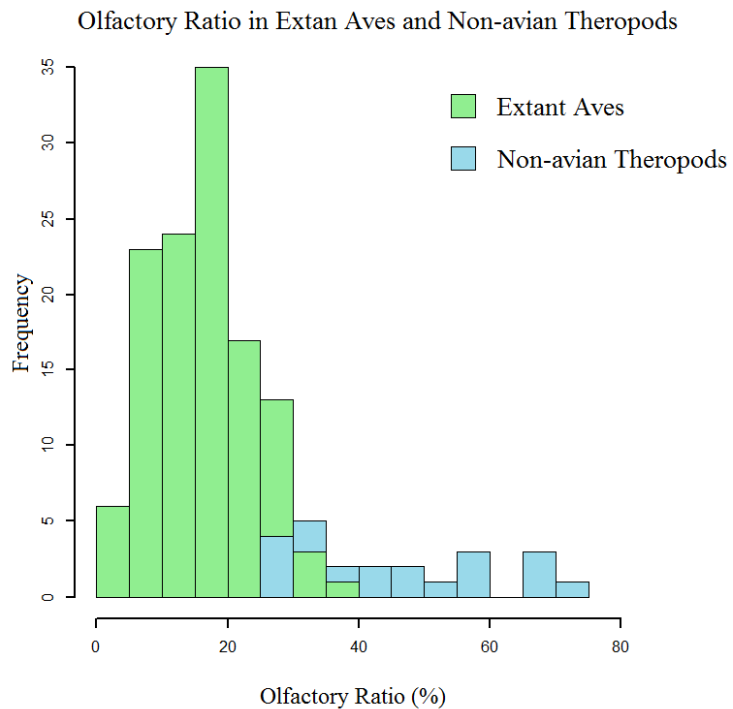 Olfactory Ratio in Extan Aves and Non-avian Theropods
Extant Aves
Non-avian Theropods
Frequency
35
30
25
20
15
10
5
0
0 20 40 60 80
Olfactory Ratio (%)